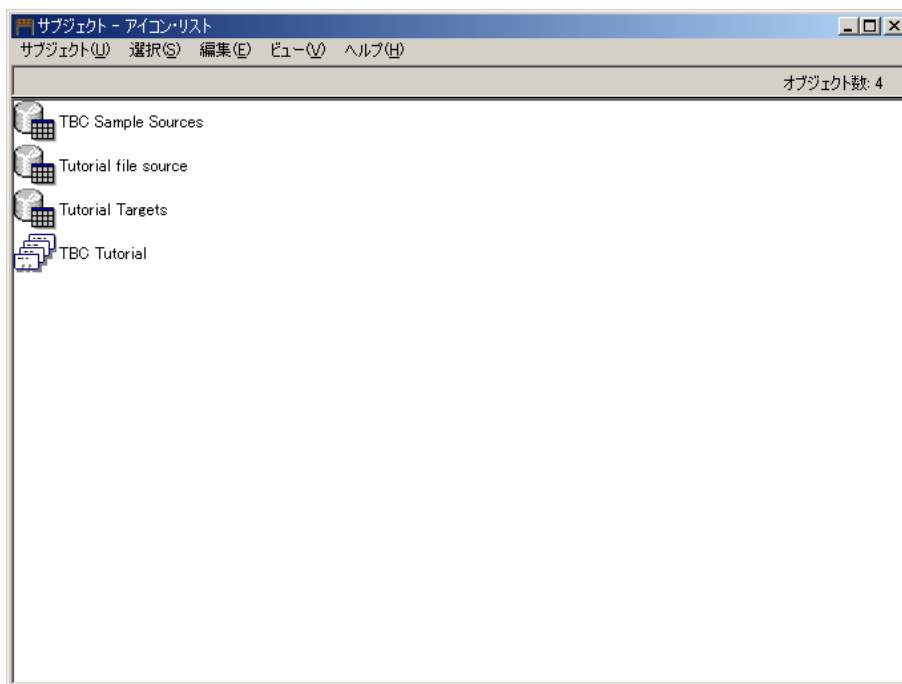 サブジェクト - アイコン・リスト
サブジェクト(U) 選択(S) 編集(E) ビュー(V) ヘルプ(H)
オブジェクト数: 4
TBC Sample Sources
Tutorial file source
Tutorial Targets
TBC Tutorial